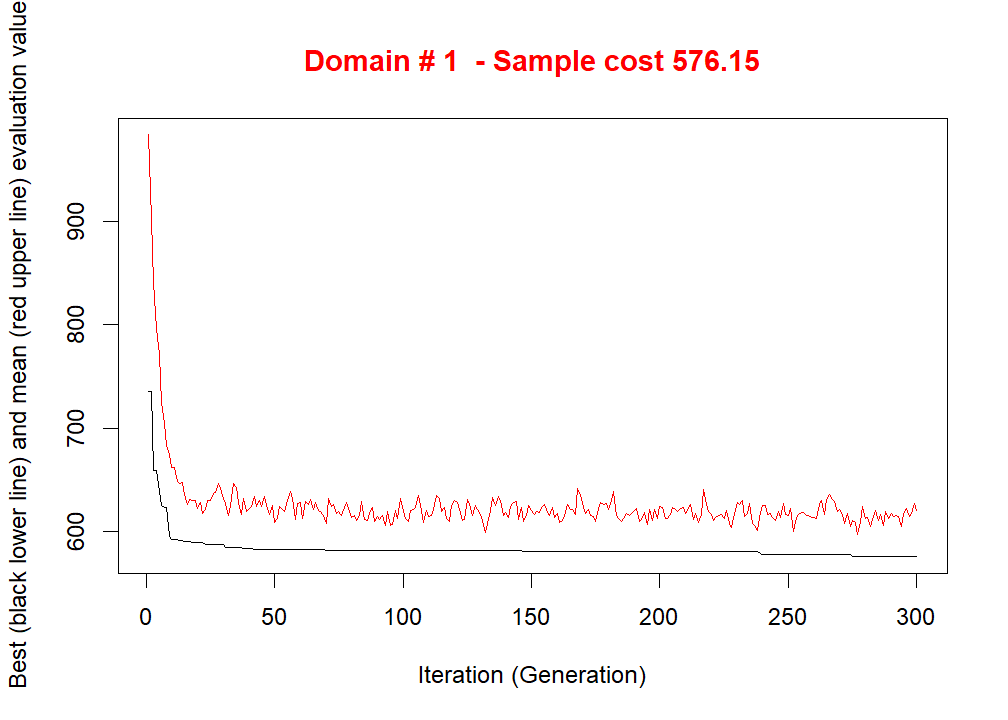 Domain # 1  - Sample cost 576.15
Best (black lower line) and mean (red upper line) evaluation value
900
800
700
600
0 50 100 150 200 250 300
Iteration (Generation)